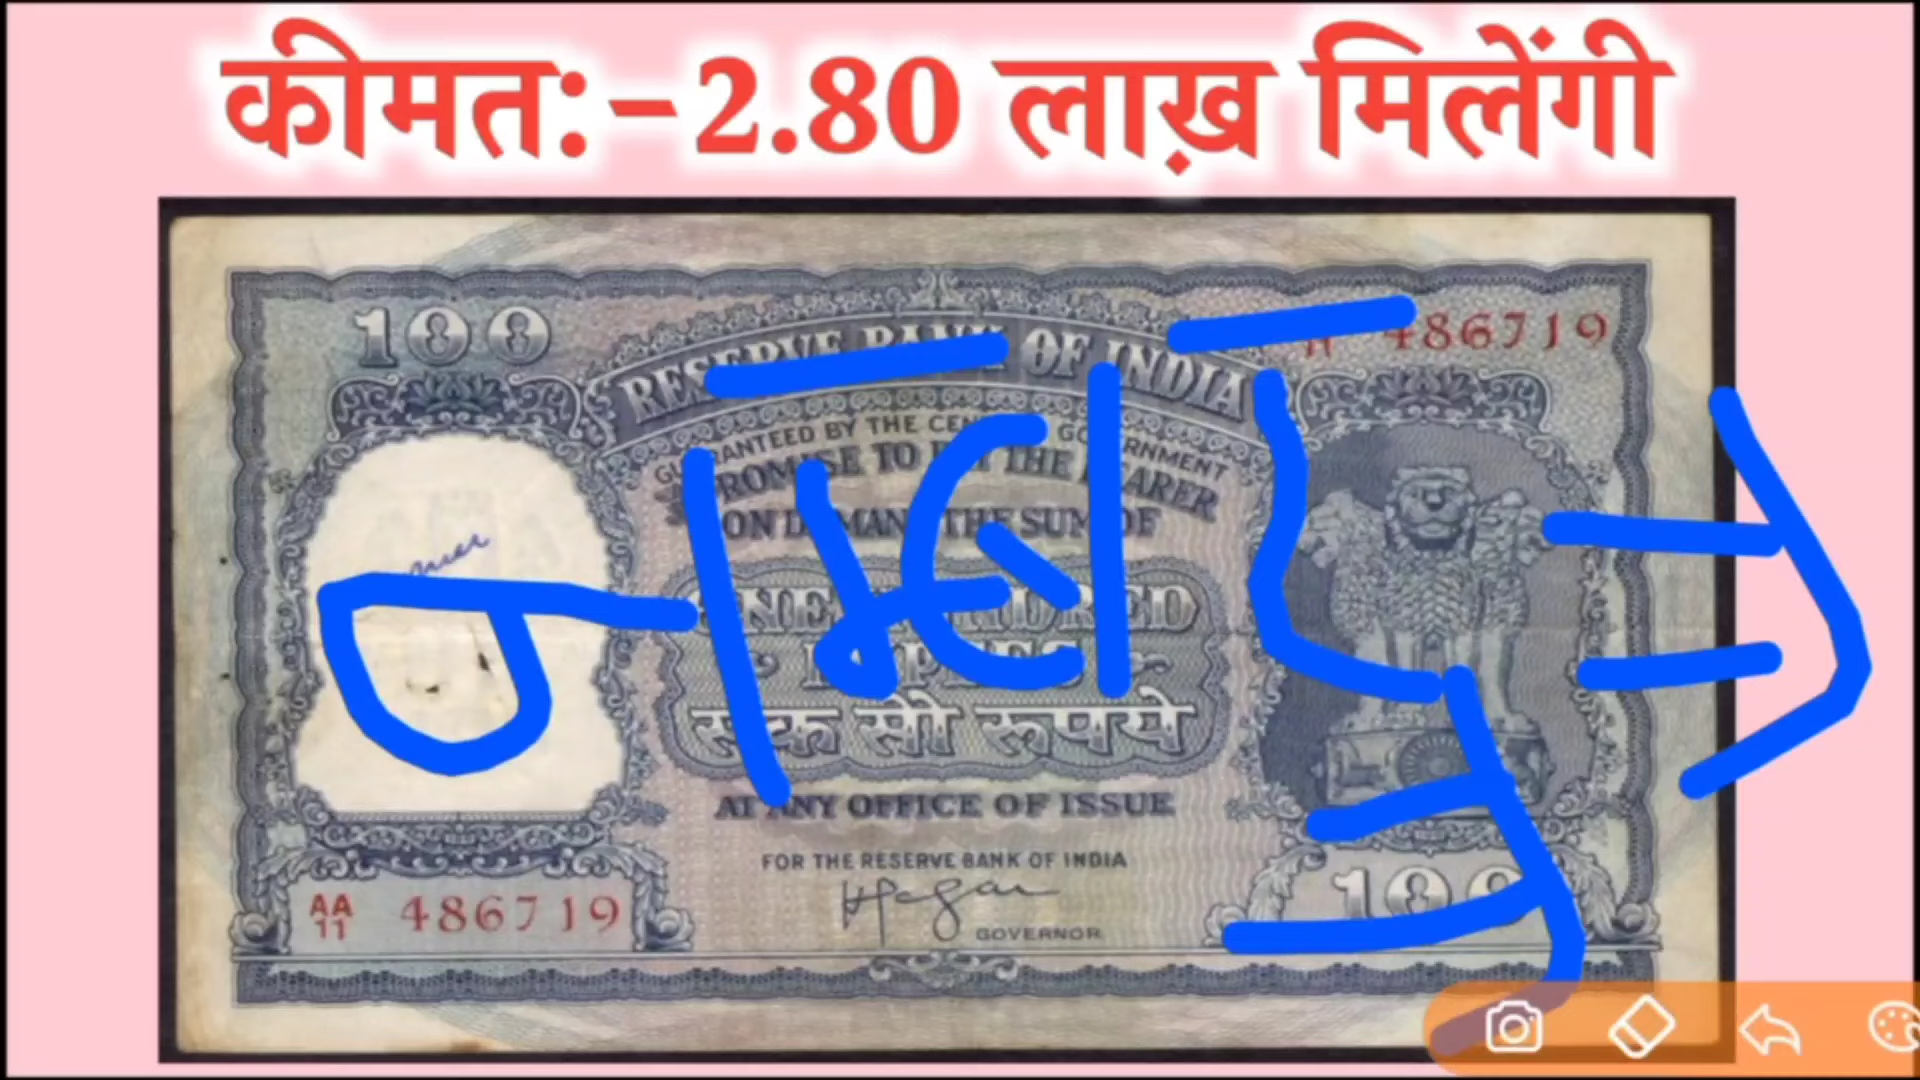 कीमत:-2.80 लाख़ मिलेंगी
100
RESERVE BANK OF INDIA
486719
GUARANTEED BY THE CENTRAL GOVERNMENT
PROMISE TO PAY THE BEARER
ON DEMAND THE SUM OF
ONE HUNDRED
RUPEES
एक सौ रूपये
AT ANY OFFICE OF ISSUE
FOR THE RESERVE BANK OF INDIA
GOVERNOR
AA
11 486719
100